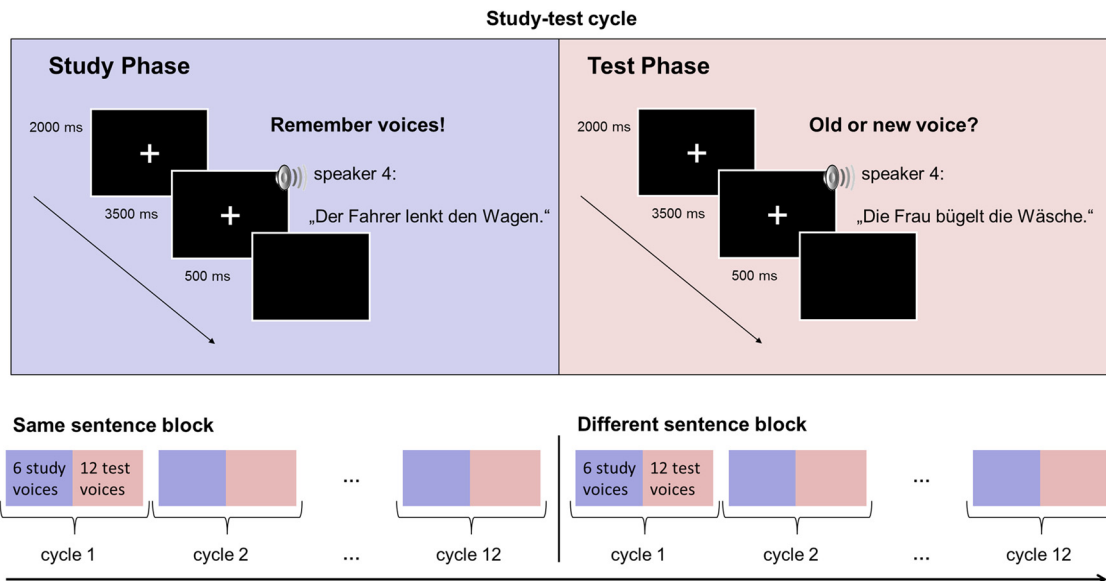 Study-test cycle
Study Phase
2000 ms
Remember voices!
speaker 4:
3500 ms
„Der Fahrer lenkt den Wagen.“
500 ms
Test Phase
2000 ms
Old or new voice?
speaker 4:
3500 ms
„Die Frau bügelt die Wäsche.“
500 ms
Same sentence block
6 study
voices
12 test
voices
...
cycle 1
cycle 2
...
cycle 12
Different sentence block
6 study
voices
12 test
voices
...
cycle 1
cycle 2
...
cycle 12